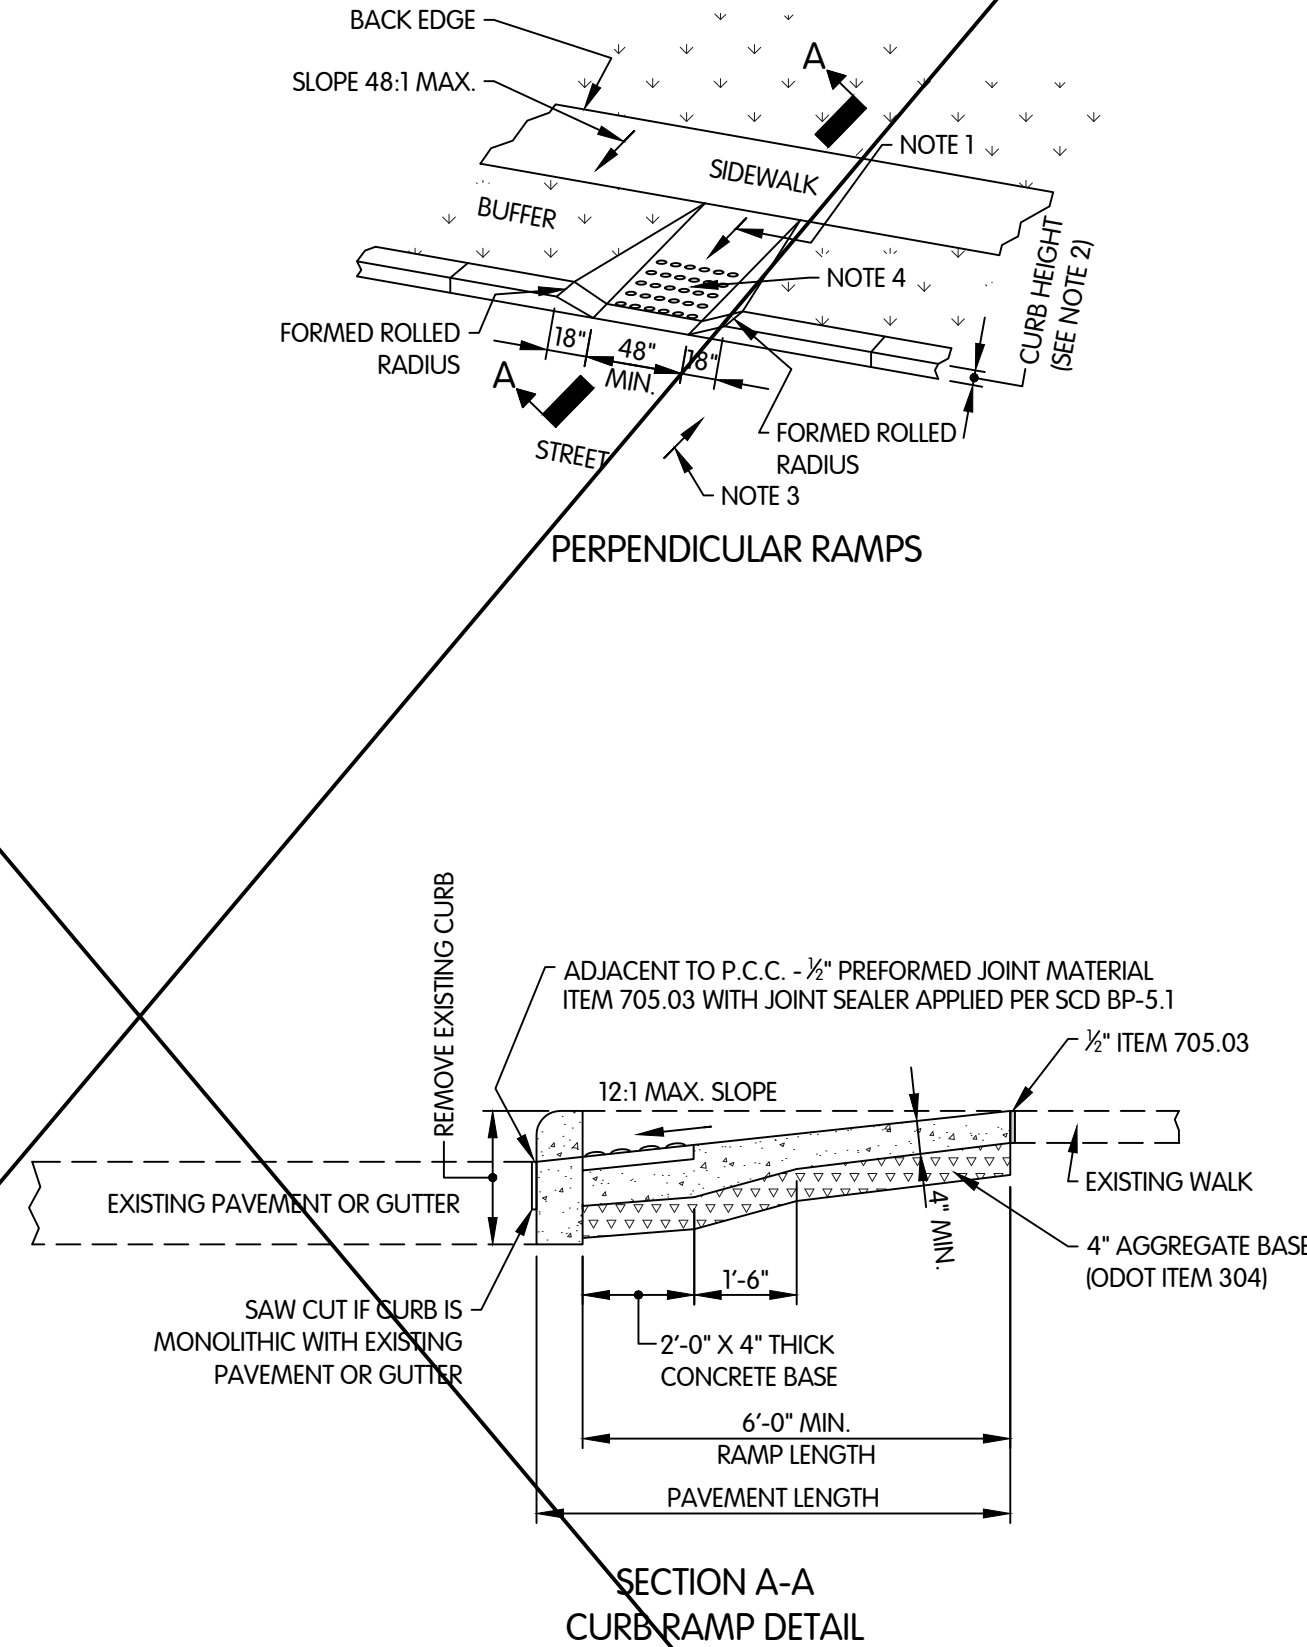 BACK EDGE
SLOPE 48:1 MAX.
A
NOTE 1
SIDEWALK
BUFFER
CURB HEIGHT
(SEE NOTE 2)
NOTE 4
FORMED ROLLED
RADIUS
18"
48"
MIN.
18"
A
FORMED ROLLED
RADIUS
STREET
NOTE 3
PERPENDICULAR RAMPS
REMOVE EXISTING CURB
ADJACENT TO P.C.C. - ½" PREFORMED JOINT MATERIAL
ITEM 705.03 WITH JOINT SEALER APPLIED PER SCD BP-5.1
½" ITEM 705.03
12:1 MAX. SLOPE
EXISTING PAVEMENT OR GUTTER
EXISTING WALK
4" MIN.
4" AGGREGATE BASE
(ODOT ITEM 304)
1'-6"
SAW CUT IF CURB IS
MONOLITHIC WITH EXISTING
PAVEMENT OR GUTTER
2'-0" X 4" THICK
CONCRETE BASE
6'-0" MIN.
RAMP LENGTH
PAVEMENT LENGTH
SECTION A-A
CURB RAMP DETAIL